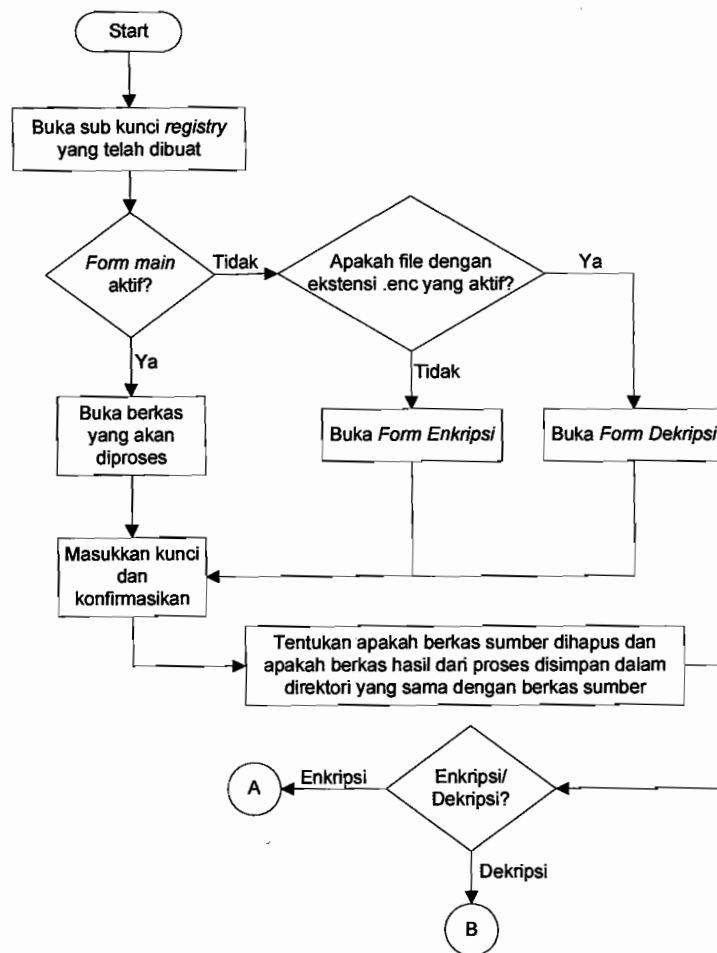 Start
Buka sub kunci registry
yang telah dibuat
Form main
aktif?
Tidak
Apakah file dengan
ekstensi .enc yang aktif?
Ya
Ya
Tidak
Buka berkas
yang akan
diproses
Buka Form Enkripsi
Buka Form Dekripsi
Masukkan kunci
dan
konfirmasikan
Tentukan apakah berkas sumber dihapus dan
apakah berkas hasil dari proses disimpan dalam
direktori yang sama dengan berkas sumber
A
Enkripsi
Enkripsi/
Dekripsi?
Dekripsi
B